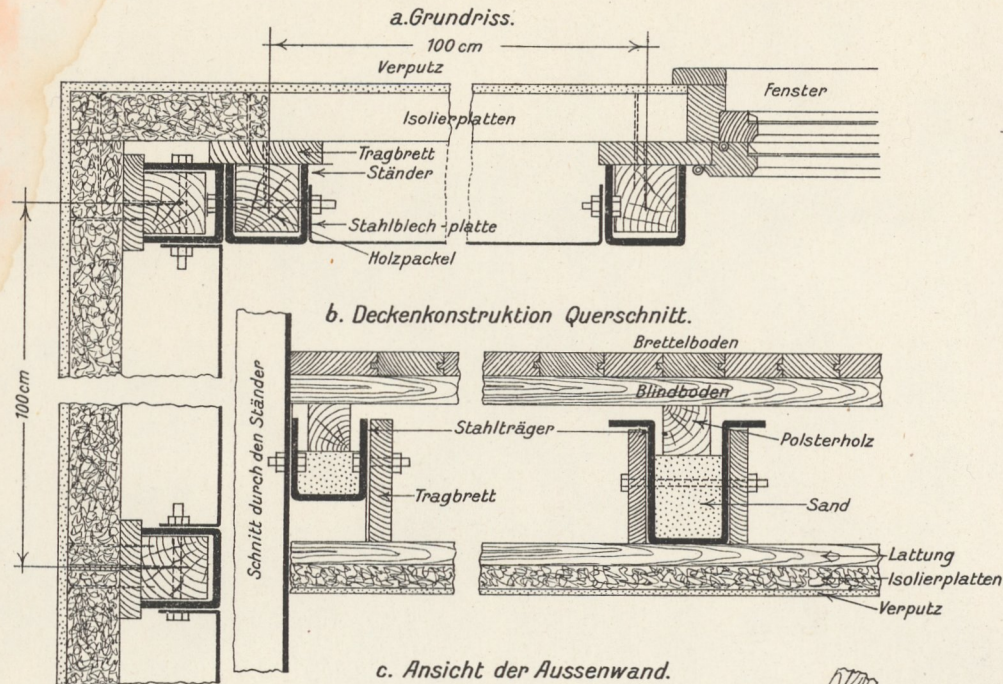 a. Grundriss.
100 cm
Verputz
Fenster
Isolierplatten
Tragbrett
Ständer
Stahlblech-platte
Holzpackel
100cm
b. Deckenkonstruktion Querschnitt.
Brettelboden
Blindboden
Schnitt durch den Ständer
Stahlträger
Polsterholz
Tragbrett
Sand
Lattung
Isolierplatten
Verputz
c. Ansicht der Aussenwand.